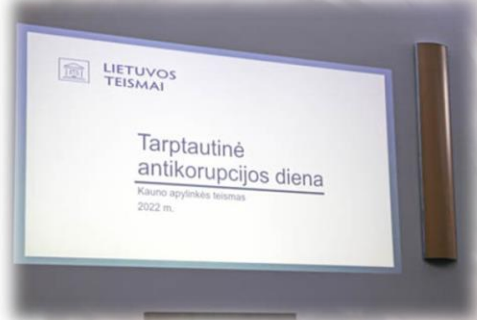 LIETUVOS
TEISMAI
Tarptautinė
antikorupcijos diena
Kauno apylinkės teismas
2022 m.